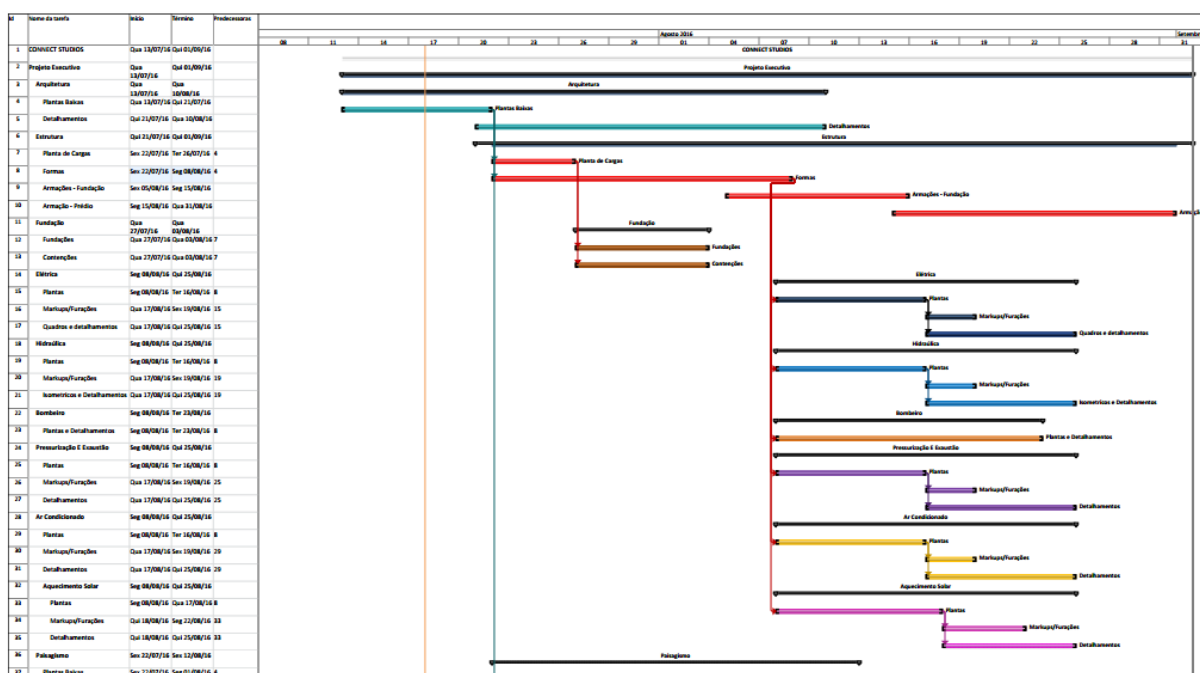 Id Nome da tarefa Início Término Predecessoras
Agosto 2016 Setembr
08 11 14 17 20 23 26 29 01 04 07 10 13 16 19 22 25 28 31
1 CONNECT STUDIOS Qua 13/07/16 Qui 01/09/16 CONNECT STUDIOS
2 Projeto Executivo Qua 13/07/16 Qui 01/09/16 Projeto Executivo
3 Arquitetura Qua 13/07/16 Qua 10/08/16 Arquitetura
4 Plantas Baixas Qua 13/07/16 Qui 21/07/16 Plantas Baixas
5 Detalhamentos Qui 21/07/16 Qua 10/08/16 Detalhamentos
6 Estrutura Qui 21/07/16 Qui 01/09/16 Estrutura
7 Planta de Cargas Sex 22/07/16 Ter 26/07/16 4 Planta de Cargas
8 Formas Sex 22/07/16 Seg 08/08/16 4 Formas
9 Armações - Fundação Sex 05/08/16 Seg 15/08/16 Armações - Fundação
10 Armação - Prédio Seg 15/08/16 Qua 31/08/16
11 Fundação Qua 27/07/16 Qua 03/08/16 Fundação
12 Fundações Qua 27/07/16 Qua 03/08/16 7 Fundações
13 Contenções Qua 27/07/16 Qua 03/08/16 7 Contenções
14 Elétrica Seg 08/08/16 Qui 25/08/16 Elétrica
15 Plantas Seg 08/08/16 Ter 16/08/16 8 Plantas
16 Markups/Furações Qua 17/08/16 Sex 19/08/16 15 Markups/Furações
17 Quadros e detalhamentos Qua 17/08/16 Qui 25/08/16 15 Quadros e detalhamentas
18 Hidraúlica Seg 08/08/16 Qui 25/08/16 Hidraúlica
19 Plantas Seg 08/08/16 Ter 16/08/16 8 Plantas
20 Markups/Furações Qua 17/08/16 Sex 19/08/16 19 Markups/Furações
21 Isometricos e Detalhamentos Qua 17/08/16 Qui 25/08/16 19 Isometricos e Detalhamentos
22 Bombeiro Seg 08/08/16 Ter 23/08/16 Bombeiro
23 Plantas e Detalhamentos Seg 08/08/16 Ter 23/08/16 8 Plantas e Detalhamentos
24 Pressurização E Exaustão Seg 08/08/16 Qui 25/08/16 Pressurização E Exaustão
25 Plantas Seg 08/08/16 Ter 16/08/16 8 Plantas
26 Markups/Furações Qua 17/08/16 Sex 19/08/16 25 Markups/Furações
27 Detalhamentos Qua 17/08/16 Qui 25/08/16 25 Detalhamentos
28 Ar Condicionado Seg 08/08/16 Qui 25/08/16 Ar Condicionado
29 Plantas Seg 08/08/16 Ter 16/08/16 8 Plantas
30 Markups/Furações Qua 17/08/16 Sex 19/08/16 29 Markups/Furações
31 Detalhamentos Qua 17/08/16 Qui 25/08/16 29 Detalhamentos
32 Aquecimento Solar Seg 08/08/16 Qui 25/08/16 Aquecimento Solar
33 Plantas Seg 08/08/16 Qua 17/08/16 8 Plantas
34 Markups/Furações Qui 18/08/16 Seg 22/08/16 33 Markups/Furações
35 Detalhamentos Qui 18/08/16 Qui 25/08/16 33 Detalhamentos
36 Paisagismo Sex 22/07/16 Sex 12/08/16 Paisagismo
37 Plantas Baixas Sex 22/07/16 Seg 01/08/16 4